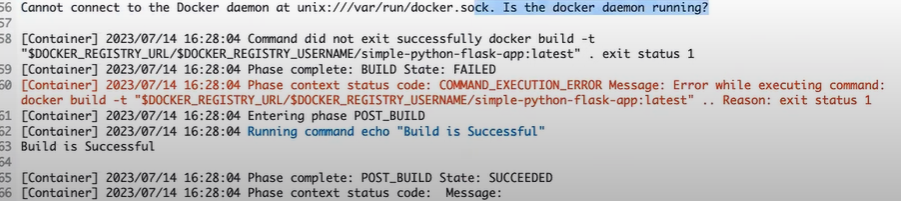 56 Cannot connect to the Docker daemon at unix:///var/run/docker.sock. Is the docker daemon running?
57
58 [Container] 2023/07/14 16:28:04 Command did not exit successfully docker build -t
"$DOCKER_REGISTRY_URL/$DOCKER_REGISTRY_USERNAME/simple-python-flask-app:latest" . exit status 1
59 [Container] 2023/07/14 16:28:04 Phase complete: BUILD State: FAILED
60 [Container] 2023/07/14 16:28:04 Phase context status code: COMMAND_EXECUTION_ERROR Message: Error while executing command:
docker build -t "$DOCKER_REGISTRY_URL/$DOCKER_REGISTRY_USERNAME/simple-python-flask-app:latest" .. Reason: exit status 1
61 [Container] 2023/07/14 16:28:04 Entering phase POST_BUILD
62 [Container] 2023/07/14 16:28:04 Running command echo "Build is Successful"
63 Build is Successful
64
65 [Container] 2023/07/14 16:28:04 Phase complete: POST_BUILD State: SUCCEEDED
66 [Container] 2023/07/14 16:28:04 Phase context status code:  Message: